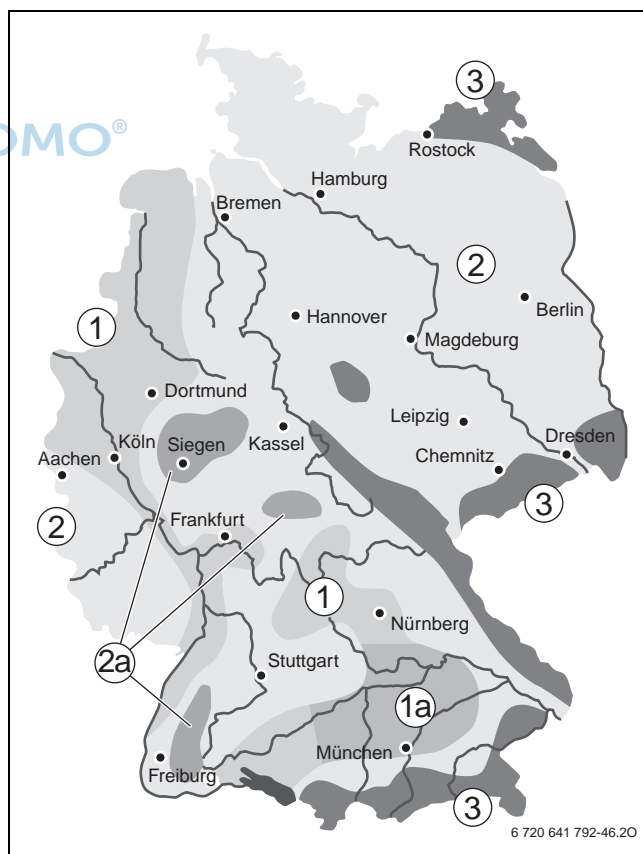 3
OMO®
Rostock
Hamburg
Bremen
2
Berlin
Hannover
1
Magdeburg
Dortmund
Leipzig
Köln
Siegen
Kassel
Dresden
Aachen
Chemnitz
2
3
Frankfurt
1
Nürnberg
2a
Stuttgart
1a
München
Freiburg
3
6 720 641 792-46.2O